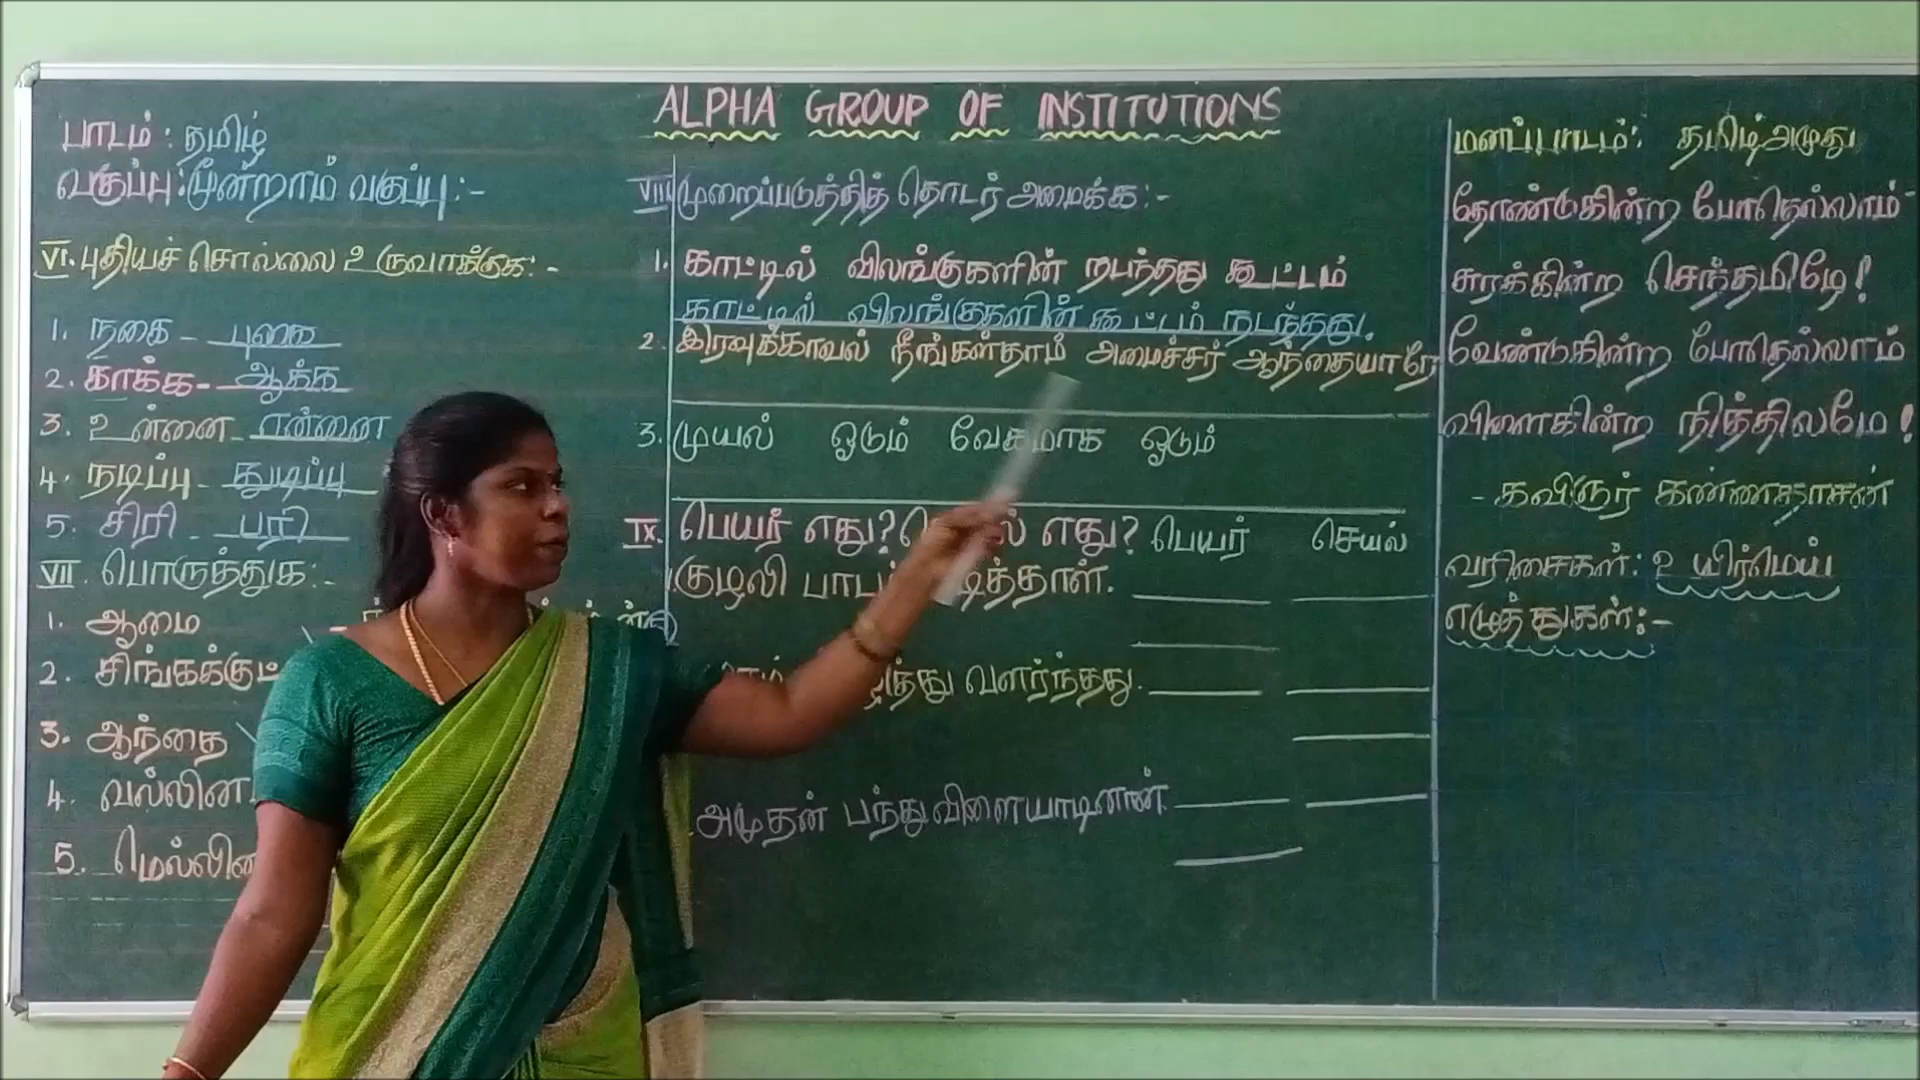 ALPHA GROUP OF INSTITUTIONS
பாடம் : தமிழ்
வகுப்பு : மூன்றாம் வகுப்பு :-
VI. புதியச் சொல்லை உருவாக்குக :-
1. நகை - புகை
2. காக்க - ஆக்க
3. உன்னை - என்னை
4. நடிப்பு - துடிப்பு
5. சிரி - பரி
VII. பொருத்துக :-
1. ஆமை
2. சிங்கக்குட்
3. ஆந்தை
4. வல்லின
5. மெல்லின
VIII முறைப்படுத்தித் தொடர் அமைக்க :-
1. காட்டில் விலங்குகளின் நடந்தது கூட்டம்
காட்டில் விலங்குகளின் கூட்டம் நடந்தது.
2. இரவுக்காவல் நீங்கள்தாம் அமைச்சர் ஆந்தையாரே
3. முயல் ஓடும் வேகமாக ஓடும்
IX. பெயர் எது? எது? பெயர் செயல்
குழலி பாடம்
வளர்ந்தது.
அமுதன் பந்து விளையாடினான்.
மனப்பாடம் : தமிழ் அமுது
தோண்டுகின்ற போதெல்லாம்
சுரக்கின்ற செந்தமிழே!
வேண்டுகின்ற போதெல்லாம்
விளைகின்ற நித்திலமே!
- கவிஞர் கண்ணதாசன்
வரிசைகள் : உயிர்மெய்
எழுத்துகள் :-